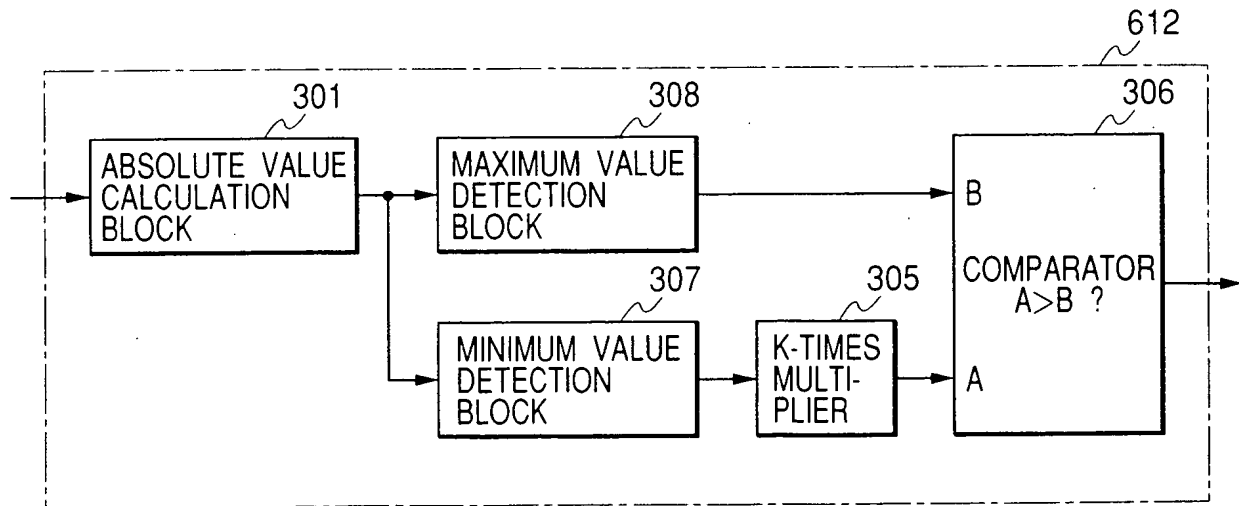 612
301
ABSOLUTE VALUE
CALCULATION
BLOCK
308
MAXIMUM VALUE
DETECTION
BLOCK
306
B
COMPARATOR
A>B ?
A
307
MINIMUM VALUE
DETECTION
BLOCK
305
K-TIMES
MULTI-
PLIER